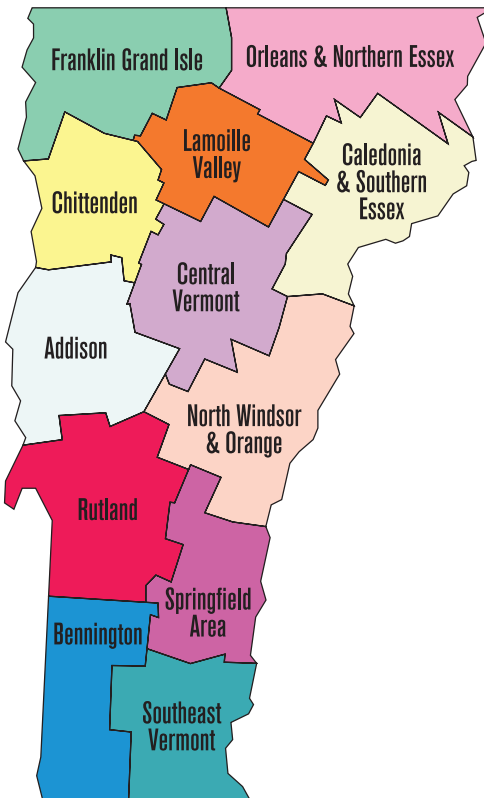 Franklin Grand Isle
Orleans & Northern Essex
Lamoille
Valley
Caledonia
& Southern
Essex
Chittenden
Central
Vermont
Addison
North Windsor
& Orange
Rutland
Springfield
Area
Bennington
Southeast
Vermont